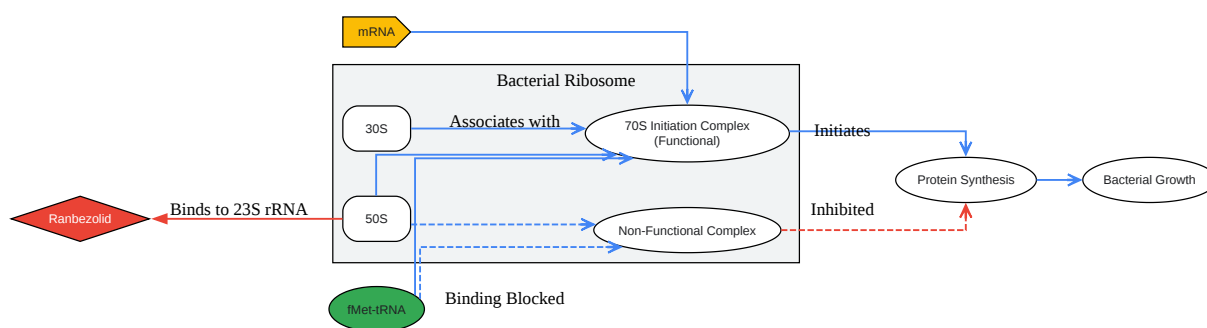 mRNA
Bacterial Ribosome
30S
Associates with
70S Initiation Complex
(Functional)
Initiates
Protein Synthesis
Bacterial Growth
Ranbezolid
Binds to 23S rRNA
50S
Non-Functional Complex
Inhibited
fMet-tRNA
Binding Blocked